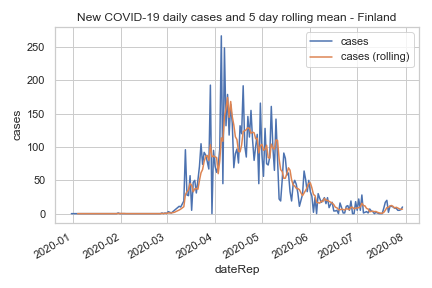 New COVID-19 daily cases and 5 day rolling mean - Finland
cases
cases (rolling)
250
200
150
100
50
0
cases
2020-01
2020-02
2020-03
2020-04
2020-05
2020-06
2020-07
2020-08
dateRep